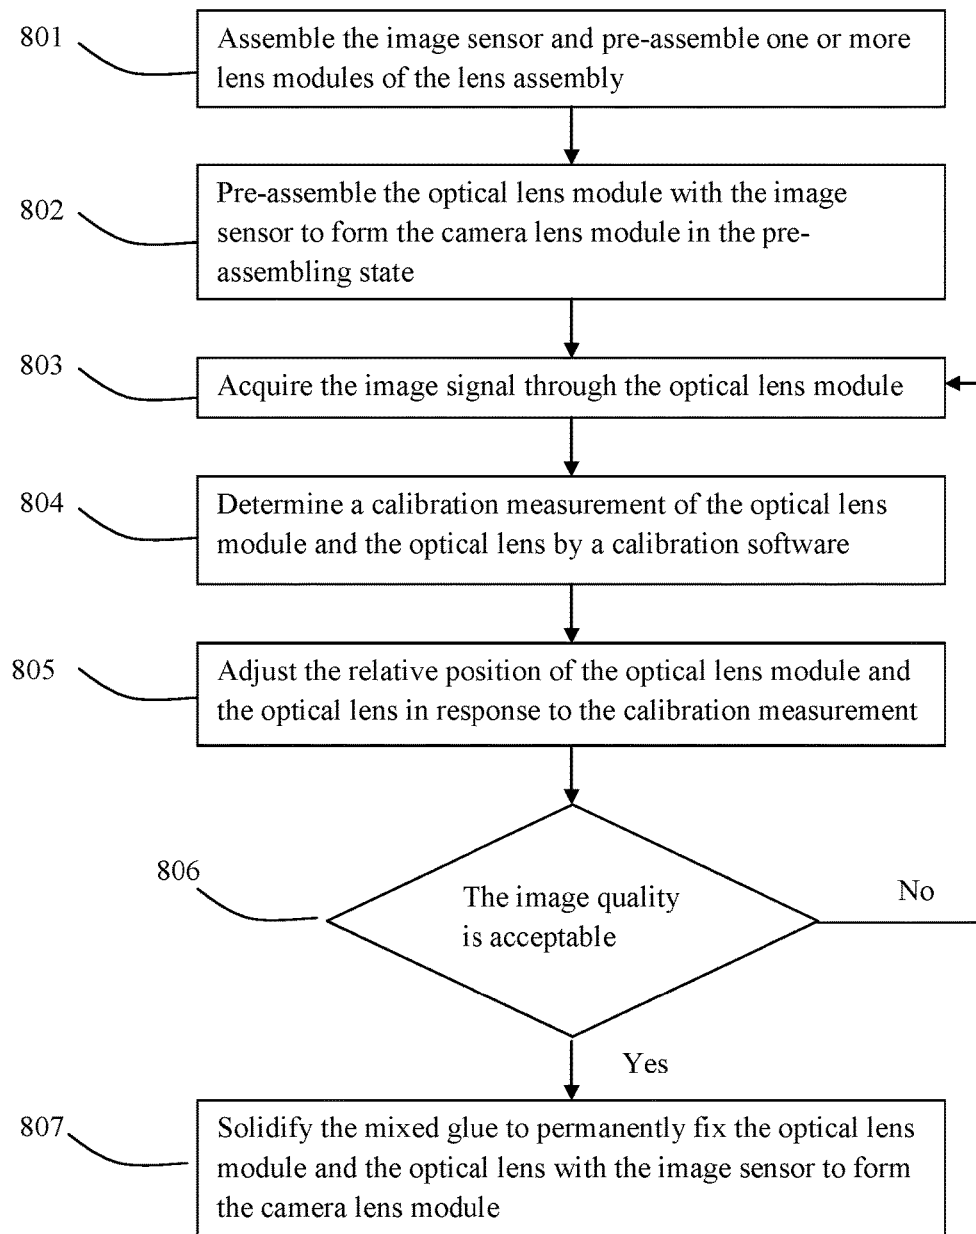 801
Assemble the image sensor and pre-assemble one or more
lens modules of the lens assembly
802
Pre-assemble the optical lens module with the image
sensor to form the camera lens module in the pre-
assembling state
803
Acquire the image signal through the optical lens module
804
Determine a calibration measurement of the optical lens
module and the optical lens by a calibration software
805
Adjust the relative position of the optical lens module and
the optical lens in response to the calibration measurement
806
The image quality
is acceptable
No
Yes
807
Solidify the mixed glue to permanently fix the optical lens
module and the optical lens with the image sensor to form
the camera lens module